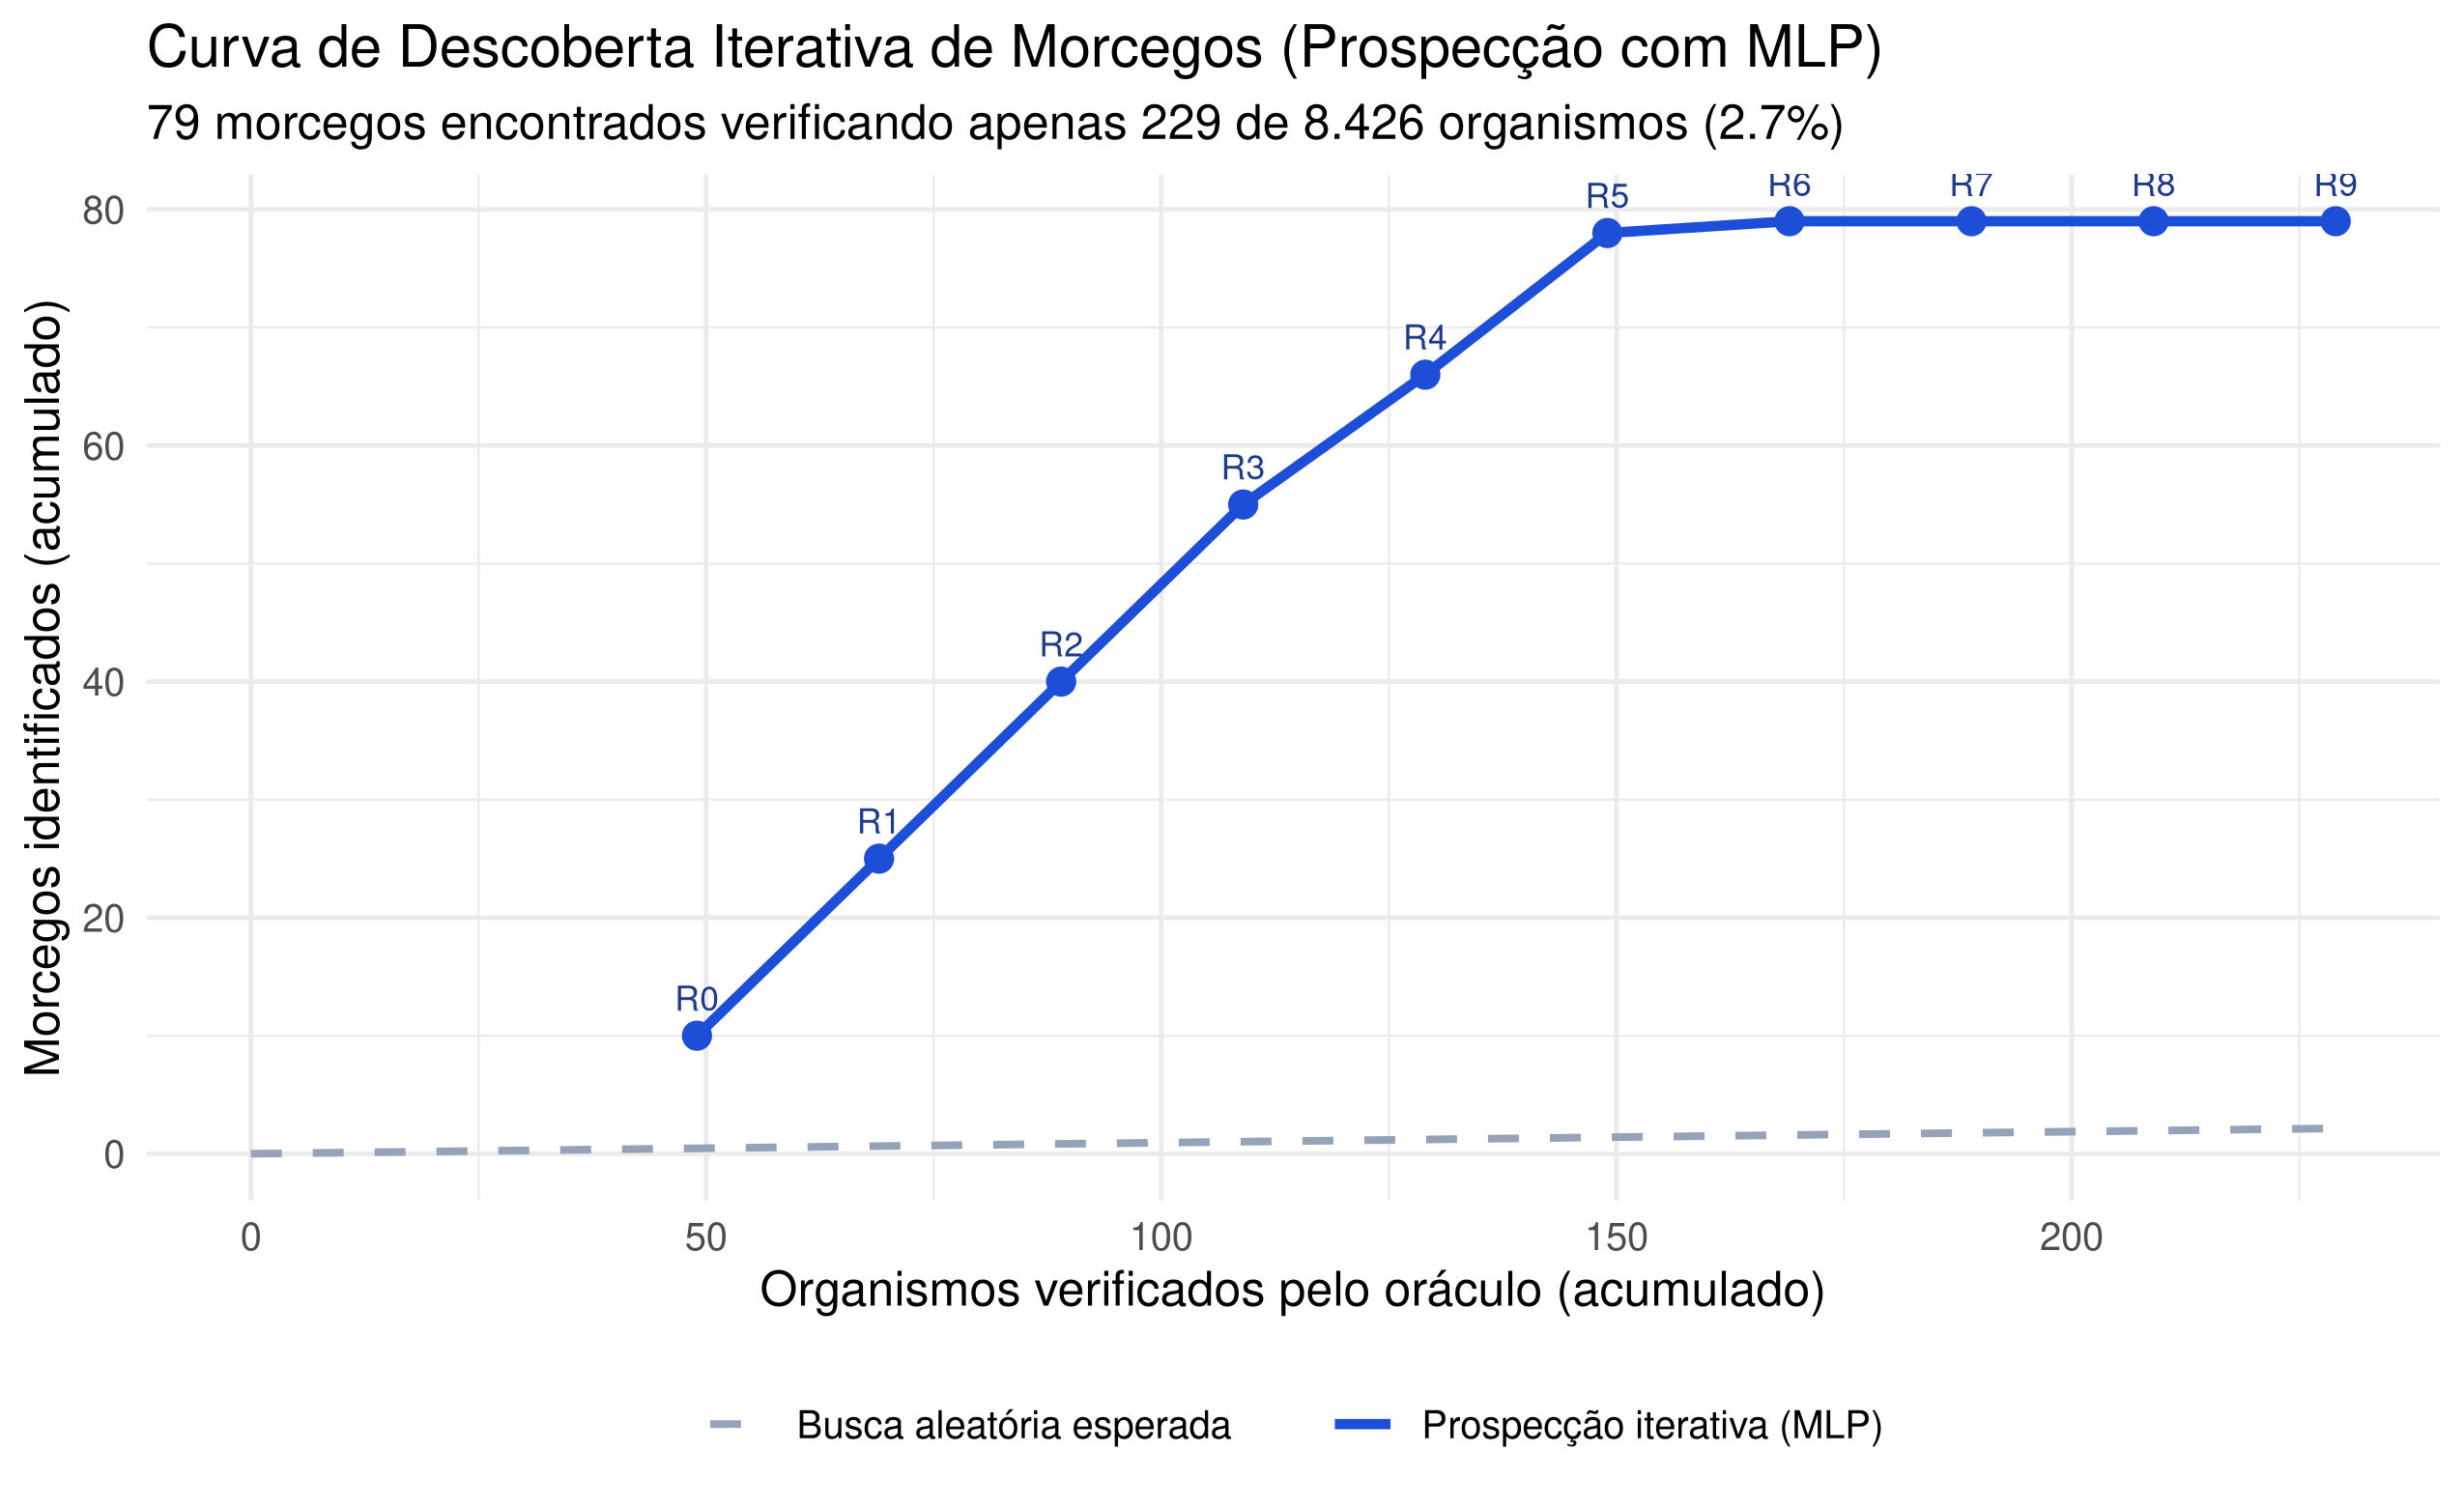 Curva de Descoberta Iterativa de Morcegos (Prospecção com MLP)
79 morcegos encontrados verificando apenas 229 de 8.426 organismos (2.7%)
Morcegos identificados (acumulado)
80
60
40
20
0
R0
R1
R2
R3
R4
R5
R6
R7
R8
R9
0
50
100
150
200
Organismos verificados pelo oráculo (acumulado)
Busca aleatória esperada
Prospecção iterativa (MLP)